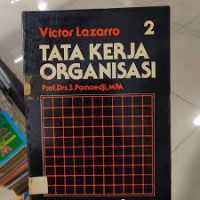 Victor Lazarro
2
TATA KERJA
ORGANISASI
Prof.Drs.S.Pamoedji,MPA